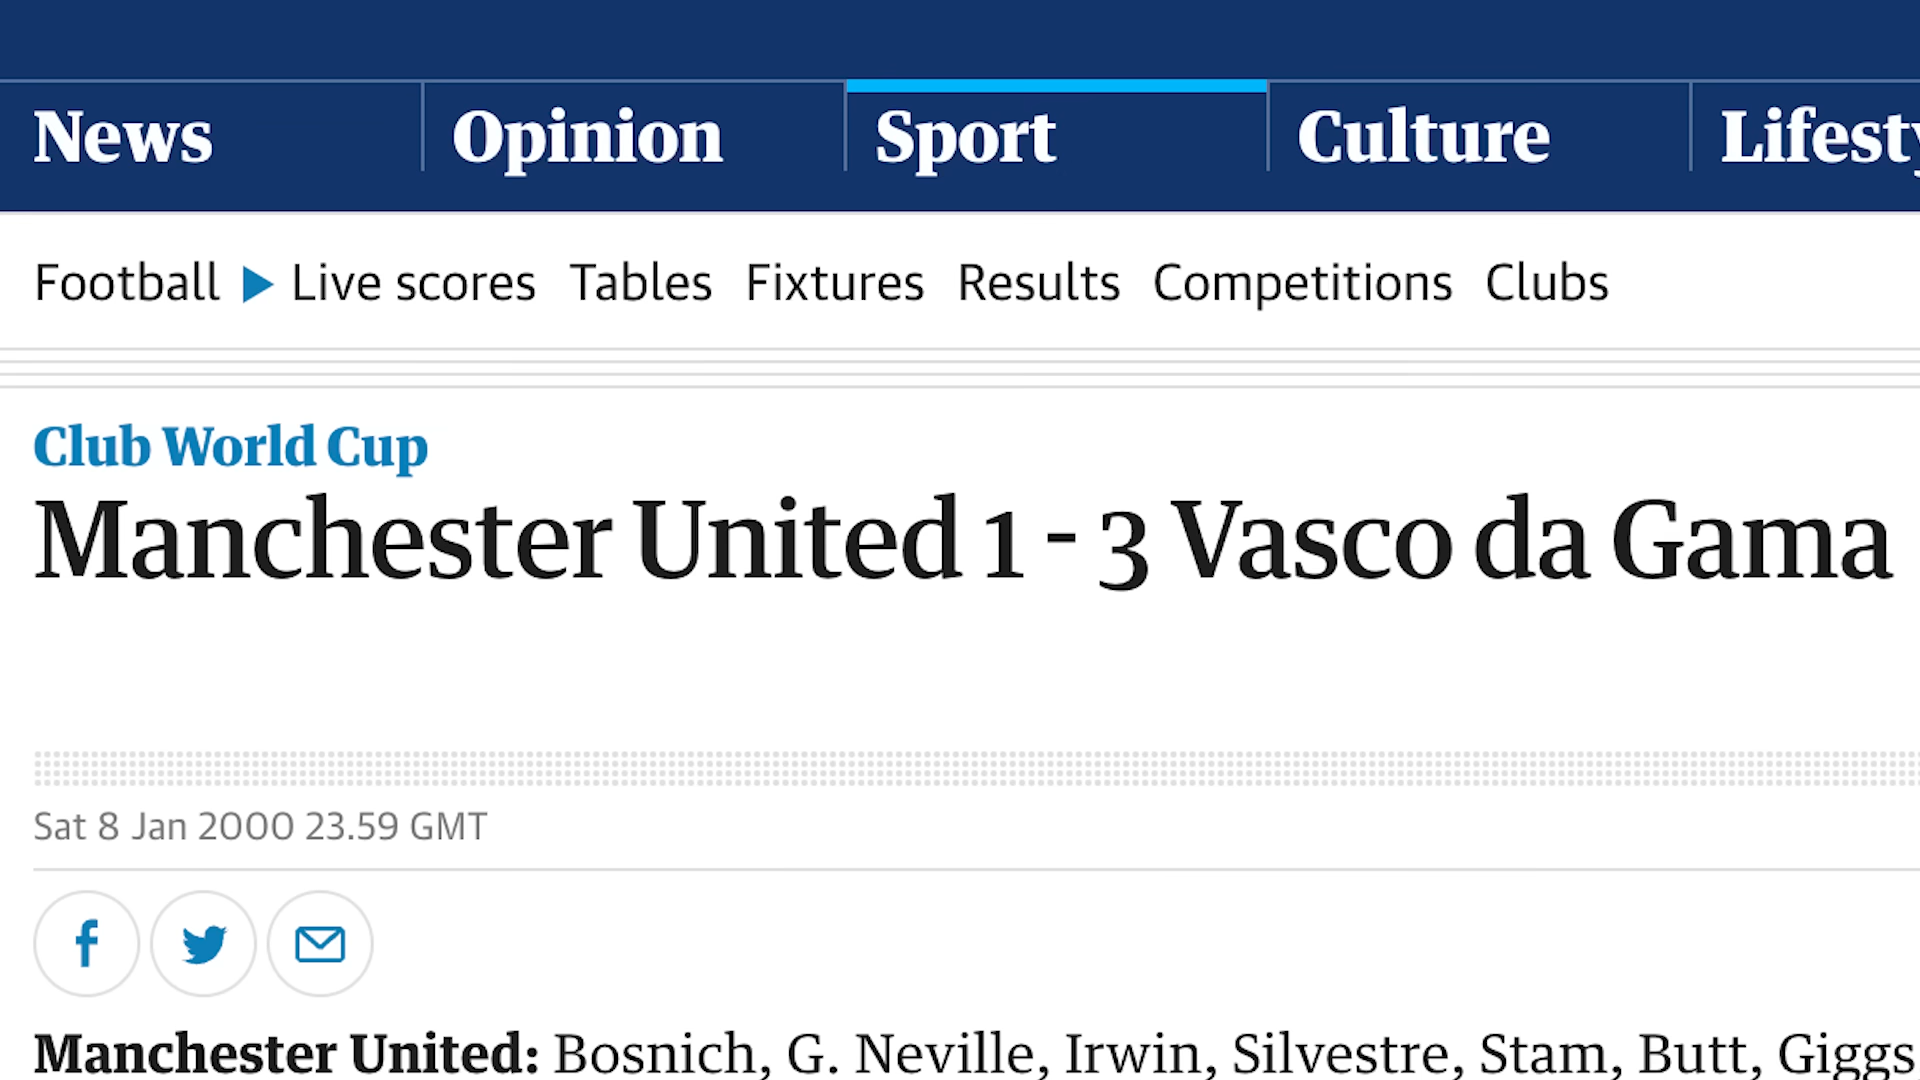 News Opinion Sport Culture Lifesty
Football Live scores Tables Fixtures Results Competitions Clubs
Club World Cup
Manchester United 1 - 3 Vasco da Gama
Sat 8 Jan 2000 23.59 GMT
Manchester United: Bosnich, G. Neville, Irwin, Silvestre, Stam, Butt, Giggs